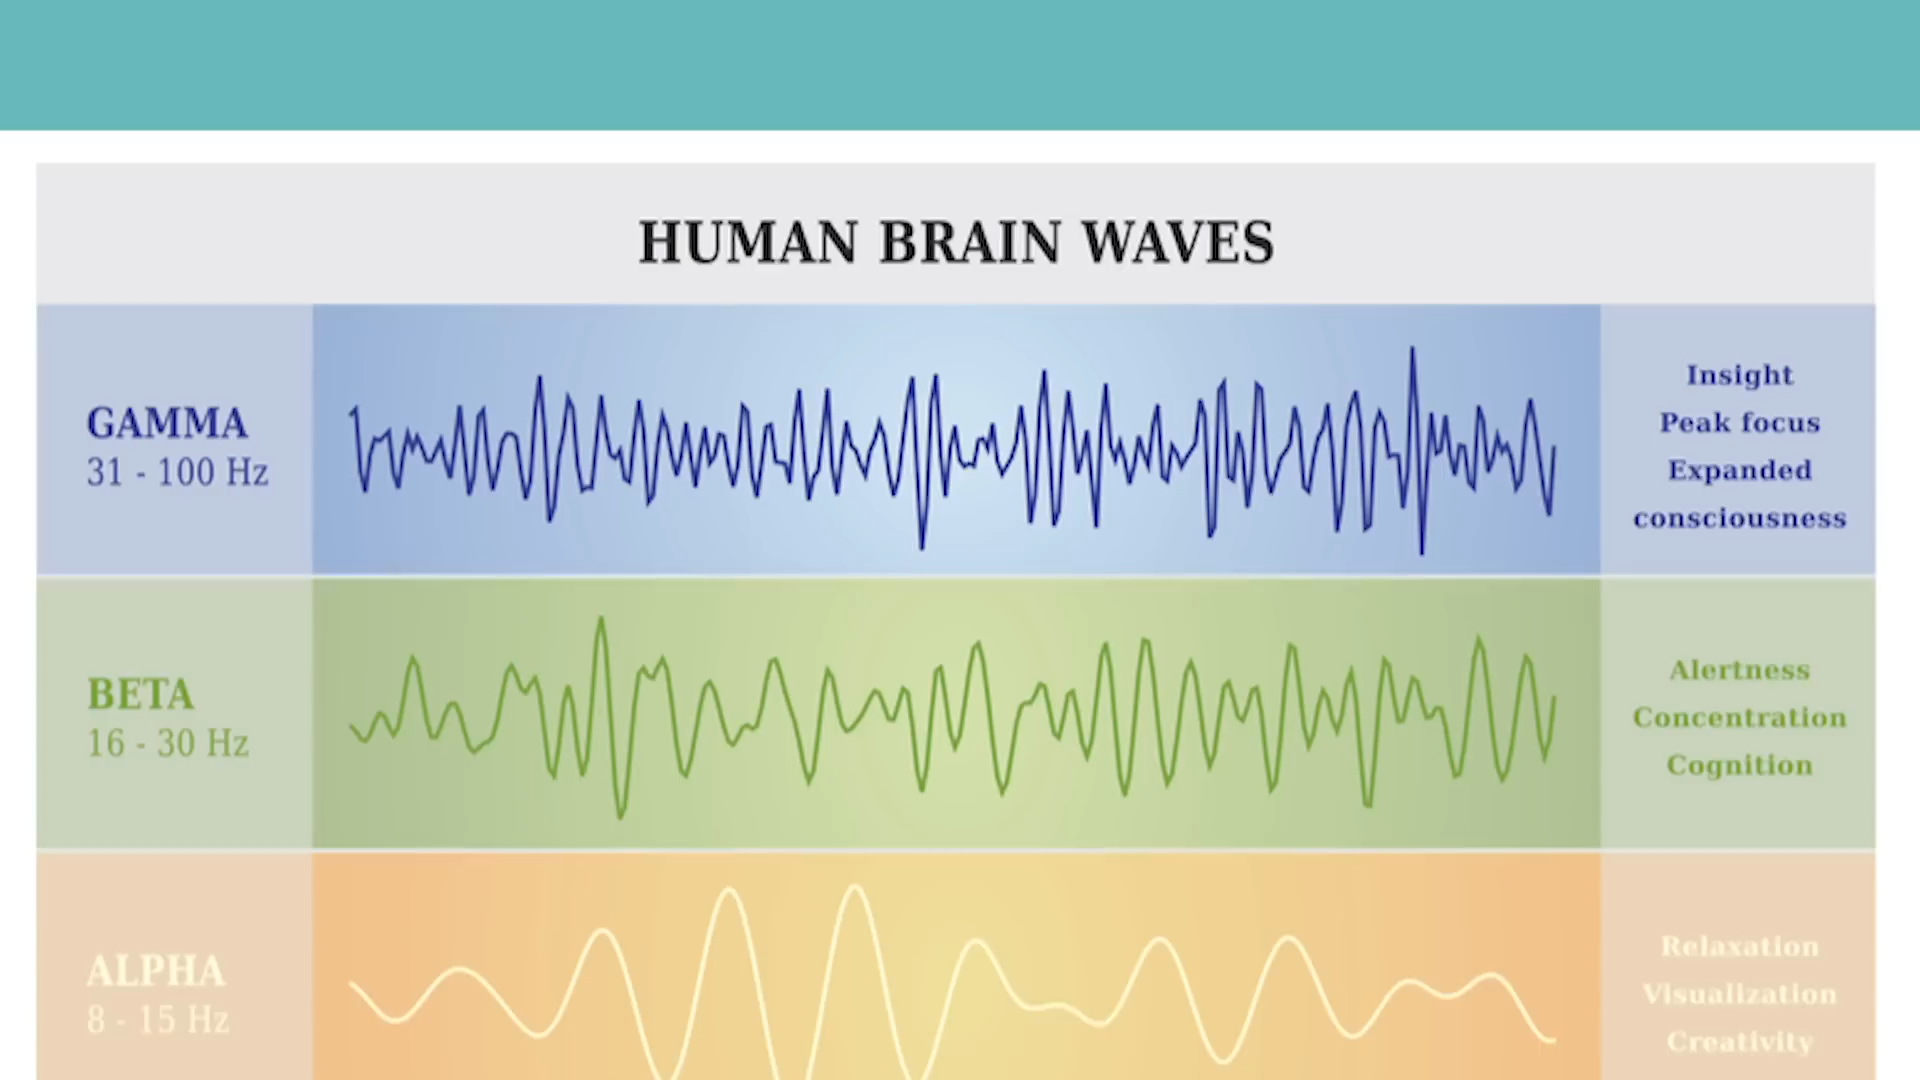 HUMAN BRAIN WAVES
GAMMA
31 - 100 Hz
Insight
Peak focus
Expanded
consciousness
BETA
16 - 30 Hz
Alertness
Concentration
Cognition
ALPHA
8 - 15 Hz
Relaxation
Visualization
Creativity